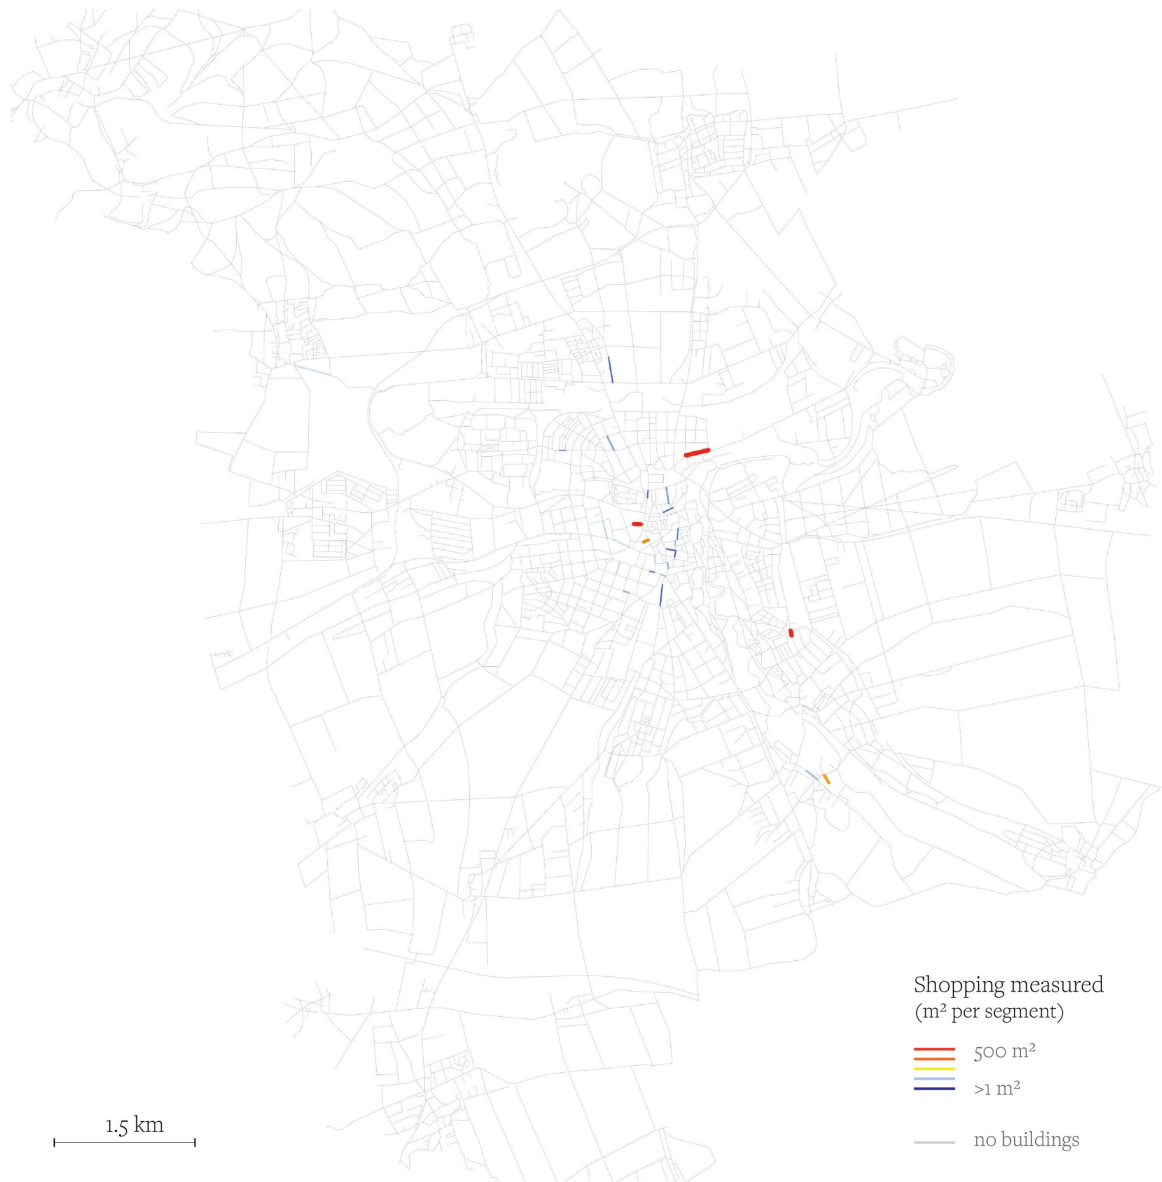 Shopping measured
(m² per segment)
500 m²
>1 m²
no buildings
1.5 km